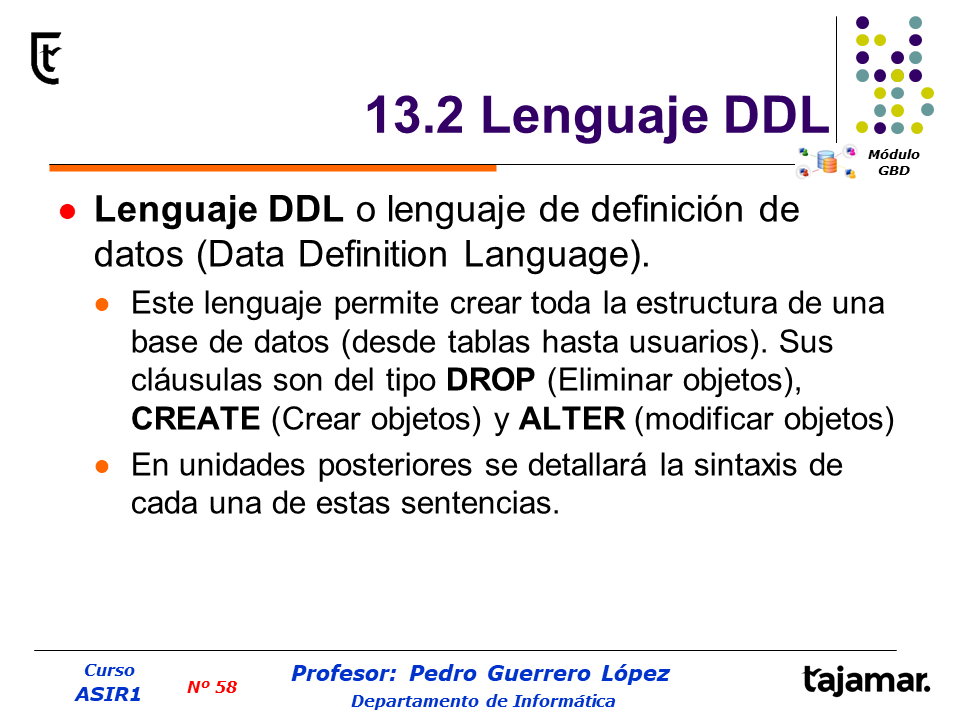 13.2 Lenguaje DDL
Módulo
GBD
Lenguaje DDL o lenguaje de definición de
datos (Data Definition Language).
Este lenguaje permite crear toda la estructura de una
base de datos (desde tablas hasta usuarios). Sus
cláusulas son del tipo DROP (Eliminar objetos),
CREATE (Crear objetos) y ALTER (modificar objetos)
En unidades posteriores se detallará la sintaxis de
cada una de estas sentencias.
Curso
ASIR1
Nº 58
Profesor: Pedro Guerrero López
Departamento de Informática
tajamar.